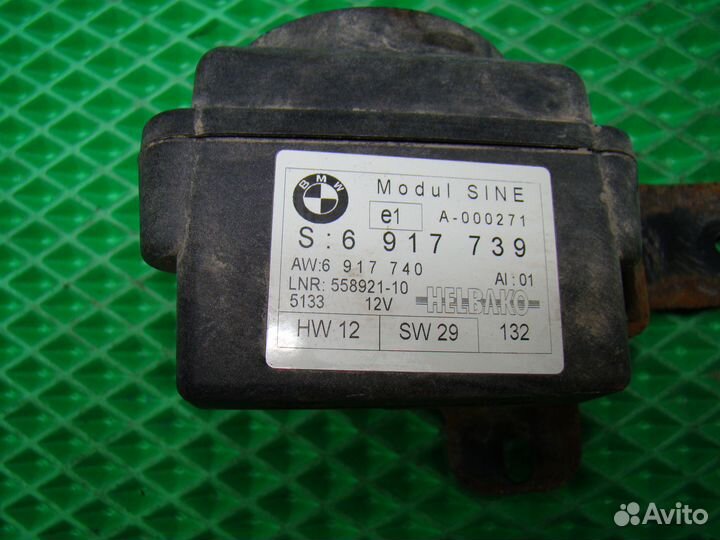 BMW
Modul SINE
e1 A-000271
S:6 917 739
AW:6 917 740
AI:01
LNR: 558921-10
5133 12V HELBAKO
HW 12 SW 29 132
Avito